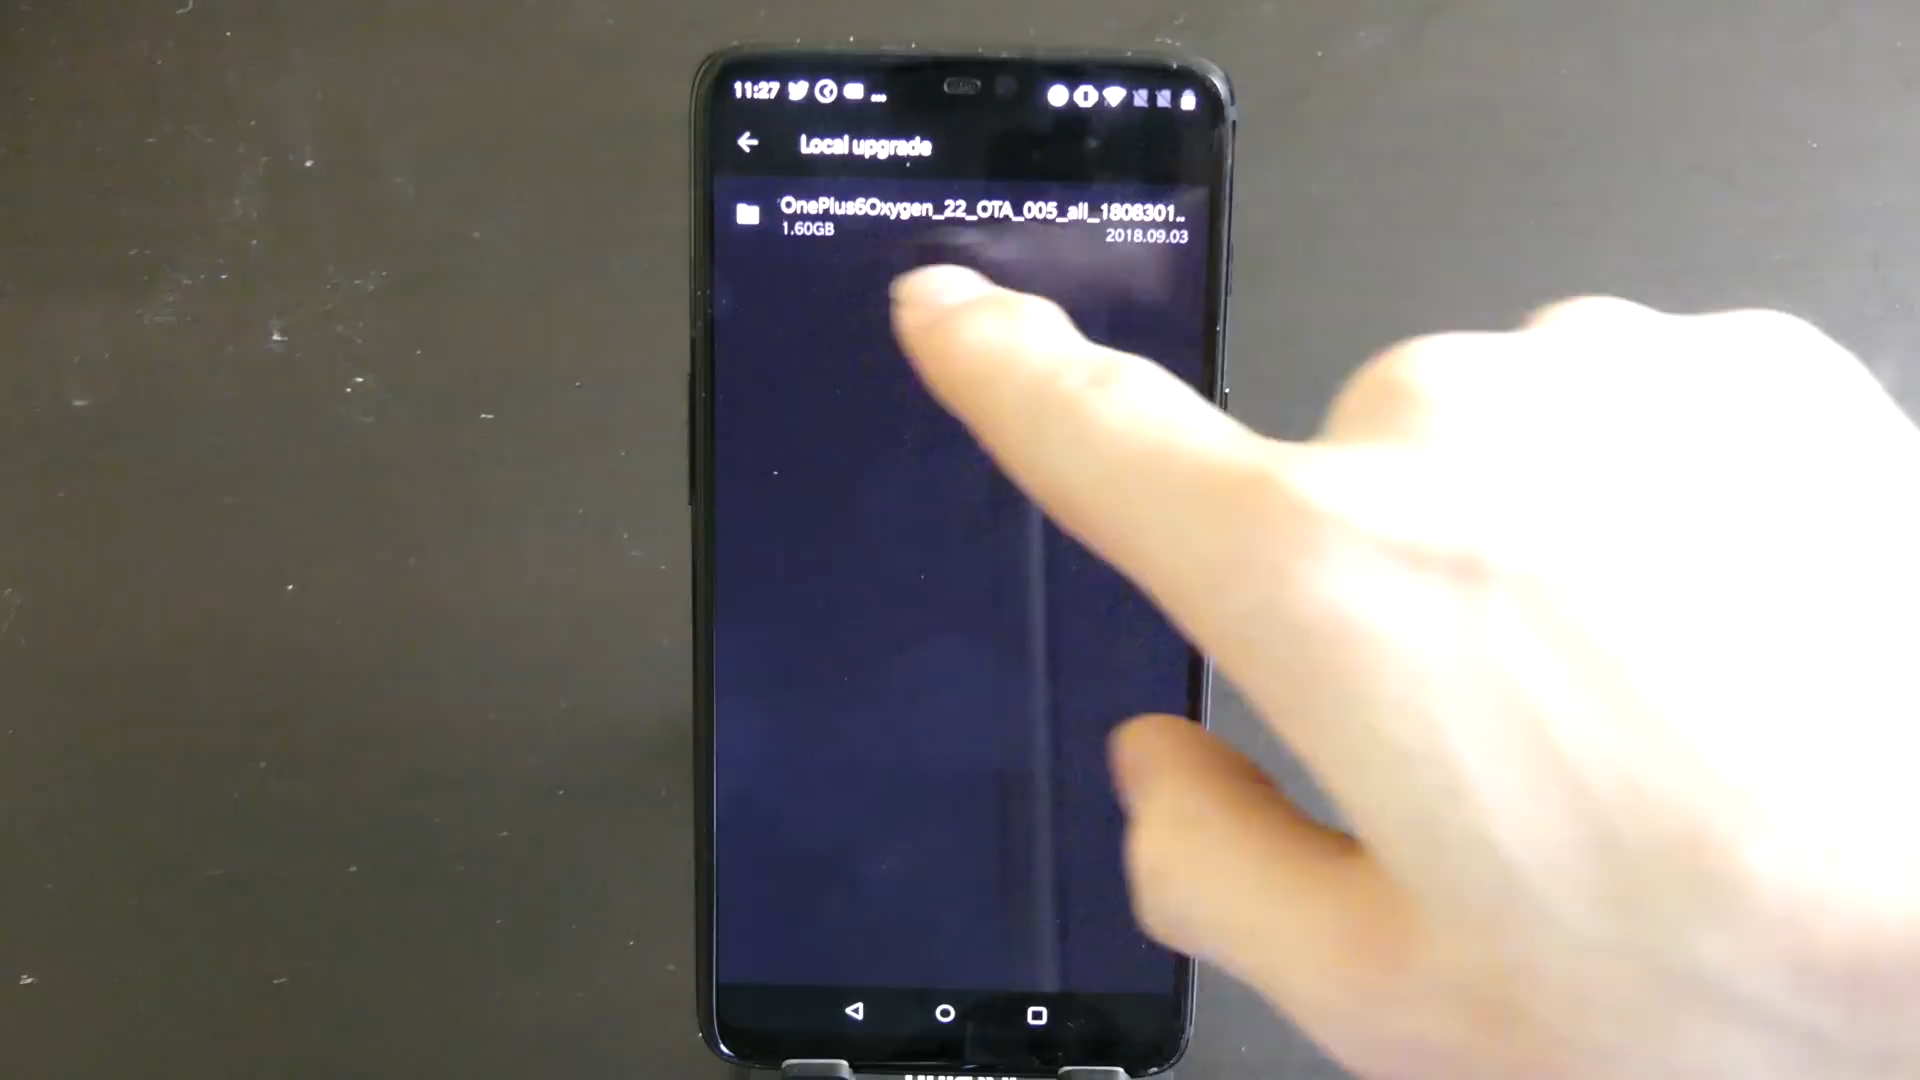 11:27
Local upgrade
OnePlus6Oxygen_22_OTA_005_all_1808301..
1.60GB
2018.09.03